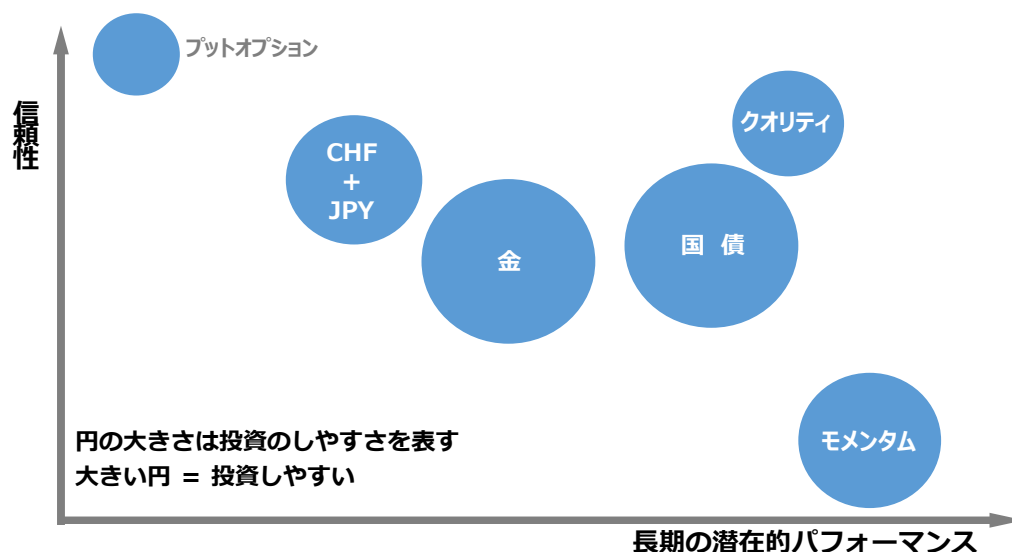 プットオプション
信頼性
クオリティ
CHF
+
JPY
金
国 債
モメンタム
円の大きさは投資のしやすさを表す
大きい円 = 投資しやすい
長期の潜在的パフォーマンス